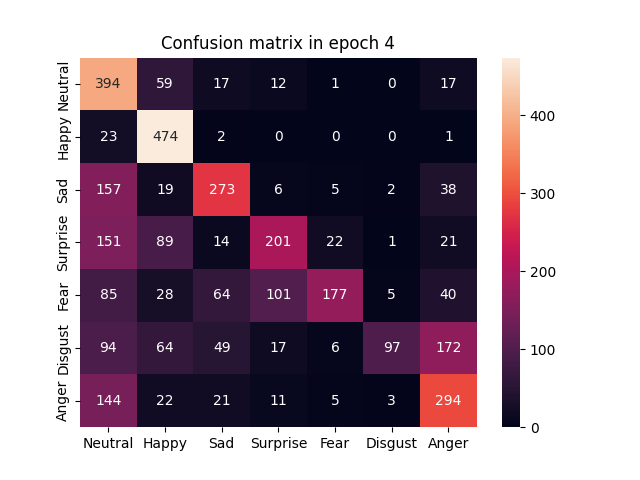 Confusion matrix in epoch 4
Neutral 394 59 17 12 1 0 17
Happy 23 474 2 0 0 0 1
Sad 157 19 273 6 5 2 38
Surprise 151 89 14 201 22 1 21
Fear 85 28 64 101 177 5 40
Disgust 94 64 49 17 6 97 172
Anger 144 22 21 11 5 3 294
Neutral Happy Sad Surprise Fear Disgust Anger
400
300
200
100
0